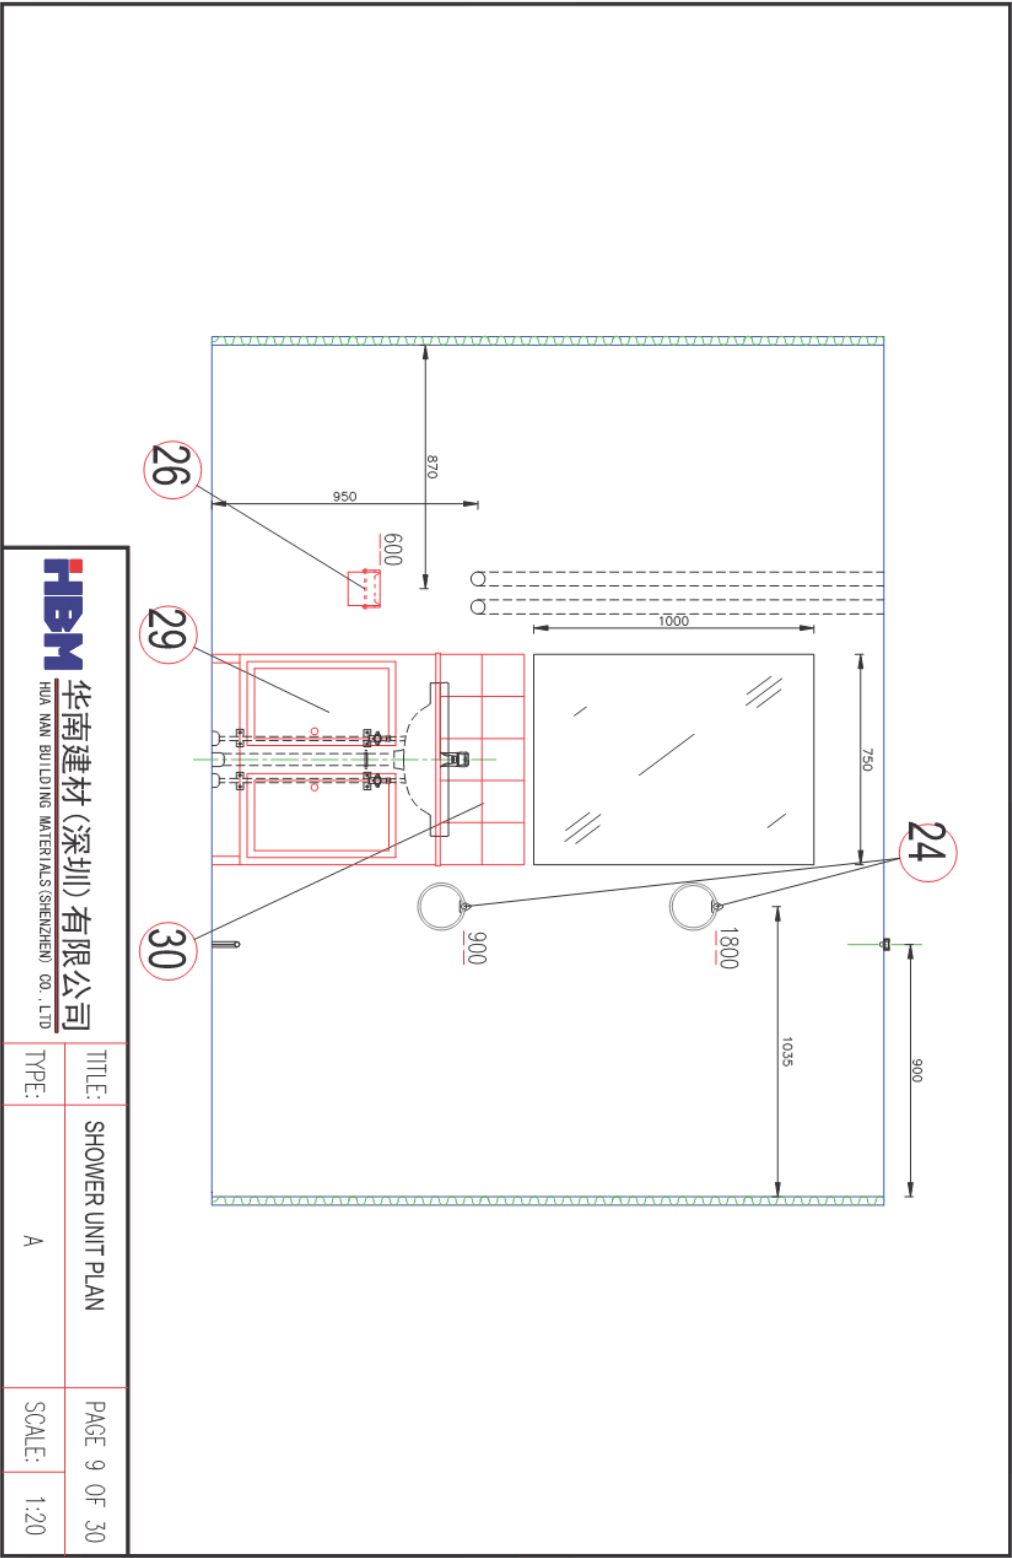 24
750
1000
1800
900
900
1035
870
950
600
26
29
30
HBM
华南建材(深圳)有限公司
HUA NAN BUILDING MATERIALS(SHENZHEN) CO.,LTD
TITLE: SHOWER UNIT PLAN
PAGE 9 OF 30
TYPE: A
SCALE: 1:20